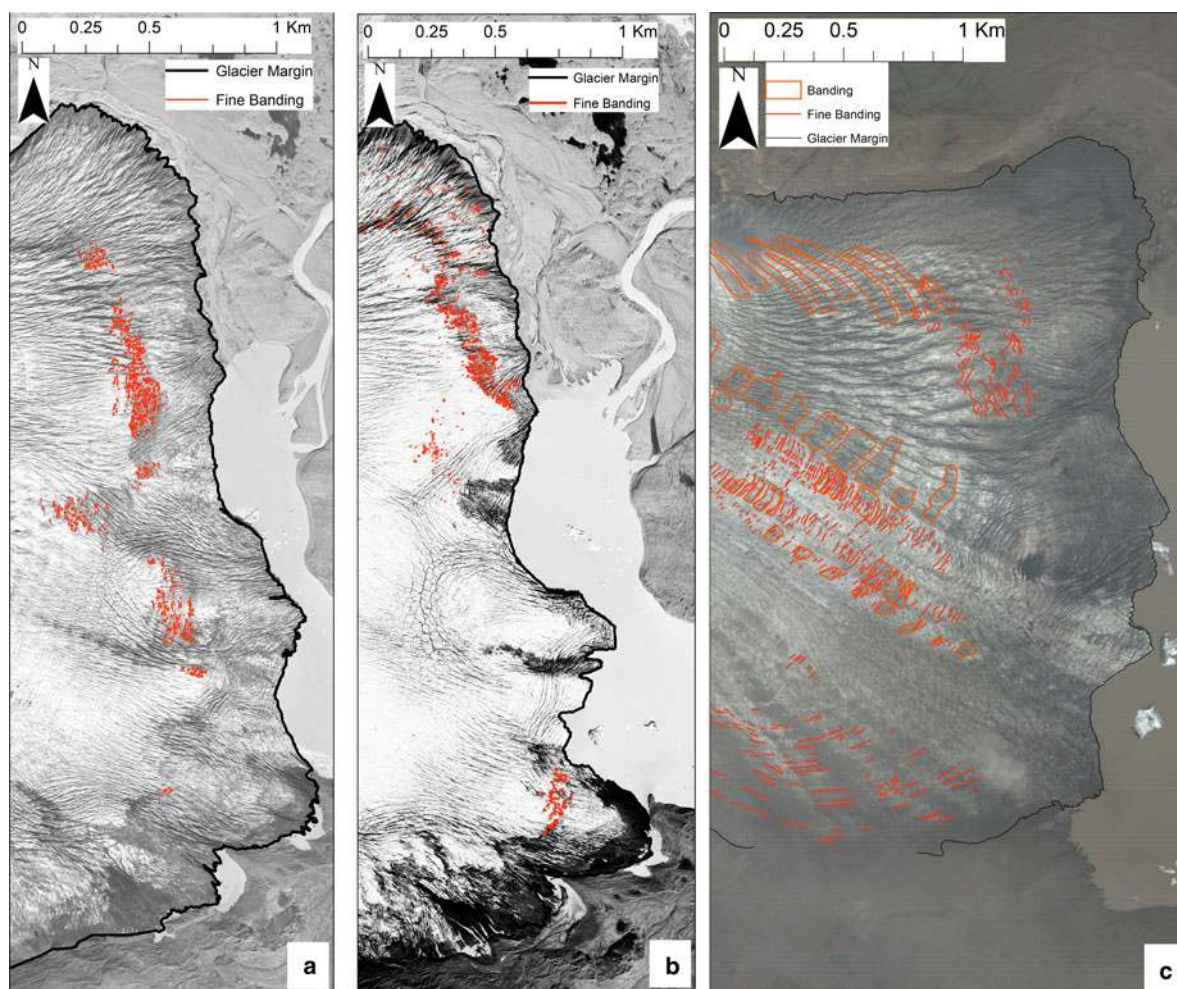 0 0.25 0.5 1 Km
N
Glacier Margin
Fine Banding
a
0 0.25 0.5 1 Km
N
Glacier Margin
Fine Banding
b
0 0.25 0.5 1 Km
N
Banding
Fine Banding
Glacier Margin
c